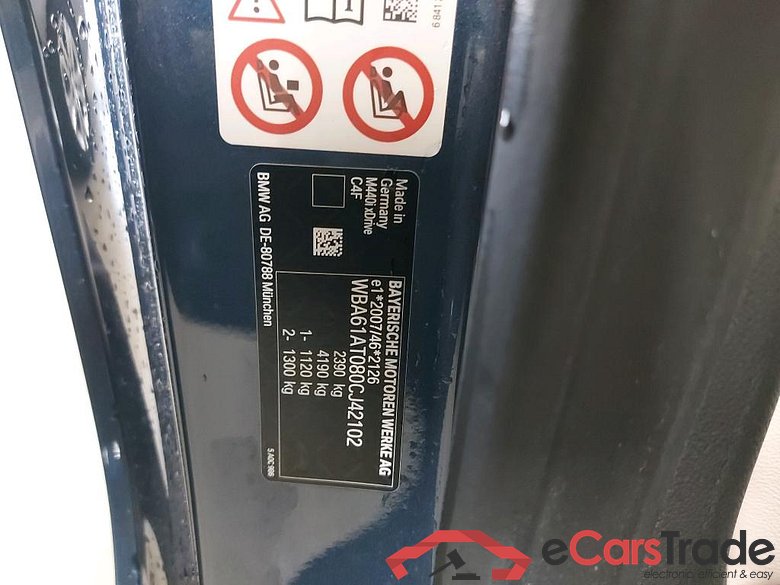 68419
BAYERISCHE MOTOREN WERKE AG
e1*2007/46*2126
WBA61AT080CJ42102
2390 kg
4190 kg
1- 1120 kg
2- 1300 kg
Made in
Germany
M440i xDrive
C4F
BMW AG DE-80788 München
eCarsTrade
electronic, efficient & easy